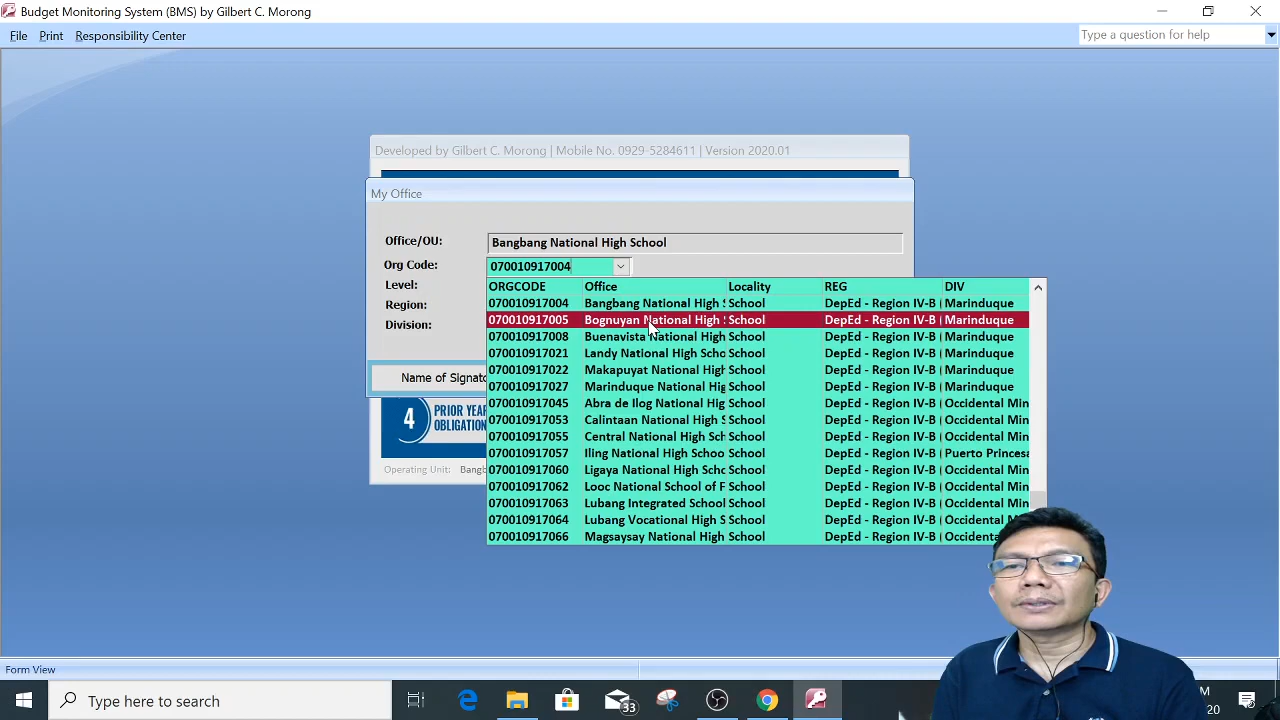 Budget Monitoring System (BMS) by Gilbert C. Morong
File Print Responsibility Center
Type a question for help
Developed by Gilbert C. Morong | Mobile No. 0929-5284611 | Version 2020.01
My Office
Office/OU: Bangbang National High School
Org Code: 070010917004
Level:
Region:
Division:
ORGCODE Office Locality REG DIV
070010917004 Bangbang National High School DepEd - Region IV-B ( Marinduque
070010917005 Bognuyan National High School DepEd - Region IV-B ( Marinduque
070010917008 Buenavista National High School DepEd - Region IV-B ( Marinduque
070010917021 Landy National High Scho School DepEd - Region IV-B ( Marinduque
070010917022 Makapuyat National High School DepEd - Region IV-B ( Marinduque
070010917027 Marinduque National Hig School DepEd - Region IV-B ( Marinduque
070010917045 Abra de Ilog National Hig School DepEd - Region IV-B ( Occidental Min
070010917053 Calintaan National High School DepEd - Region IV-B ( Occidental Min
070010917055 Central National High Sch School DepEd - Region IV-B ( Occidental Min
070010917057 Iling National High Schoo School DepEd - Region IV-B ( Puerto Princesa
070010917060 Ligaya National High Scho School DepEd - Region IV-B ( Occidental Min
070010917062 Looc National School of F School DepEd - Region IV-B ( Occidental Min
070010917063 Lubang Integrated School School DepEd - Region IV-B ( Occidental Min
070010917064 Lubang Vocational High S School DepEd - Region IV-B ( Occidental
070010917066 Magsaysay National High School DepEd - Region IV-B ( Occide
Name of Signato
4 PRIOR YEAR
OBLIGATION
Operating Unit: Bangb
Form View
Type here to search
33
M
20